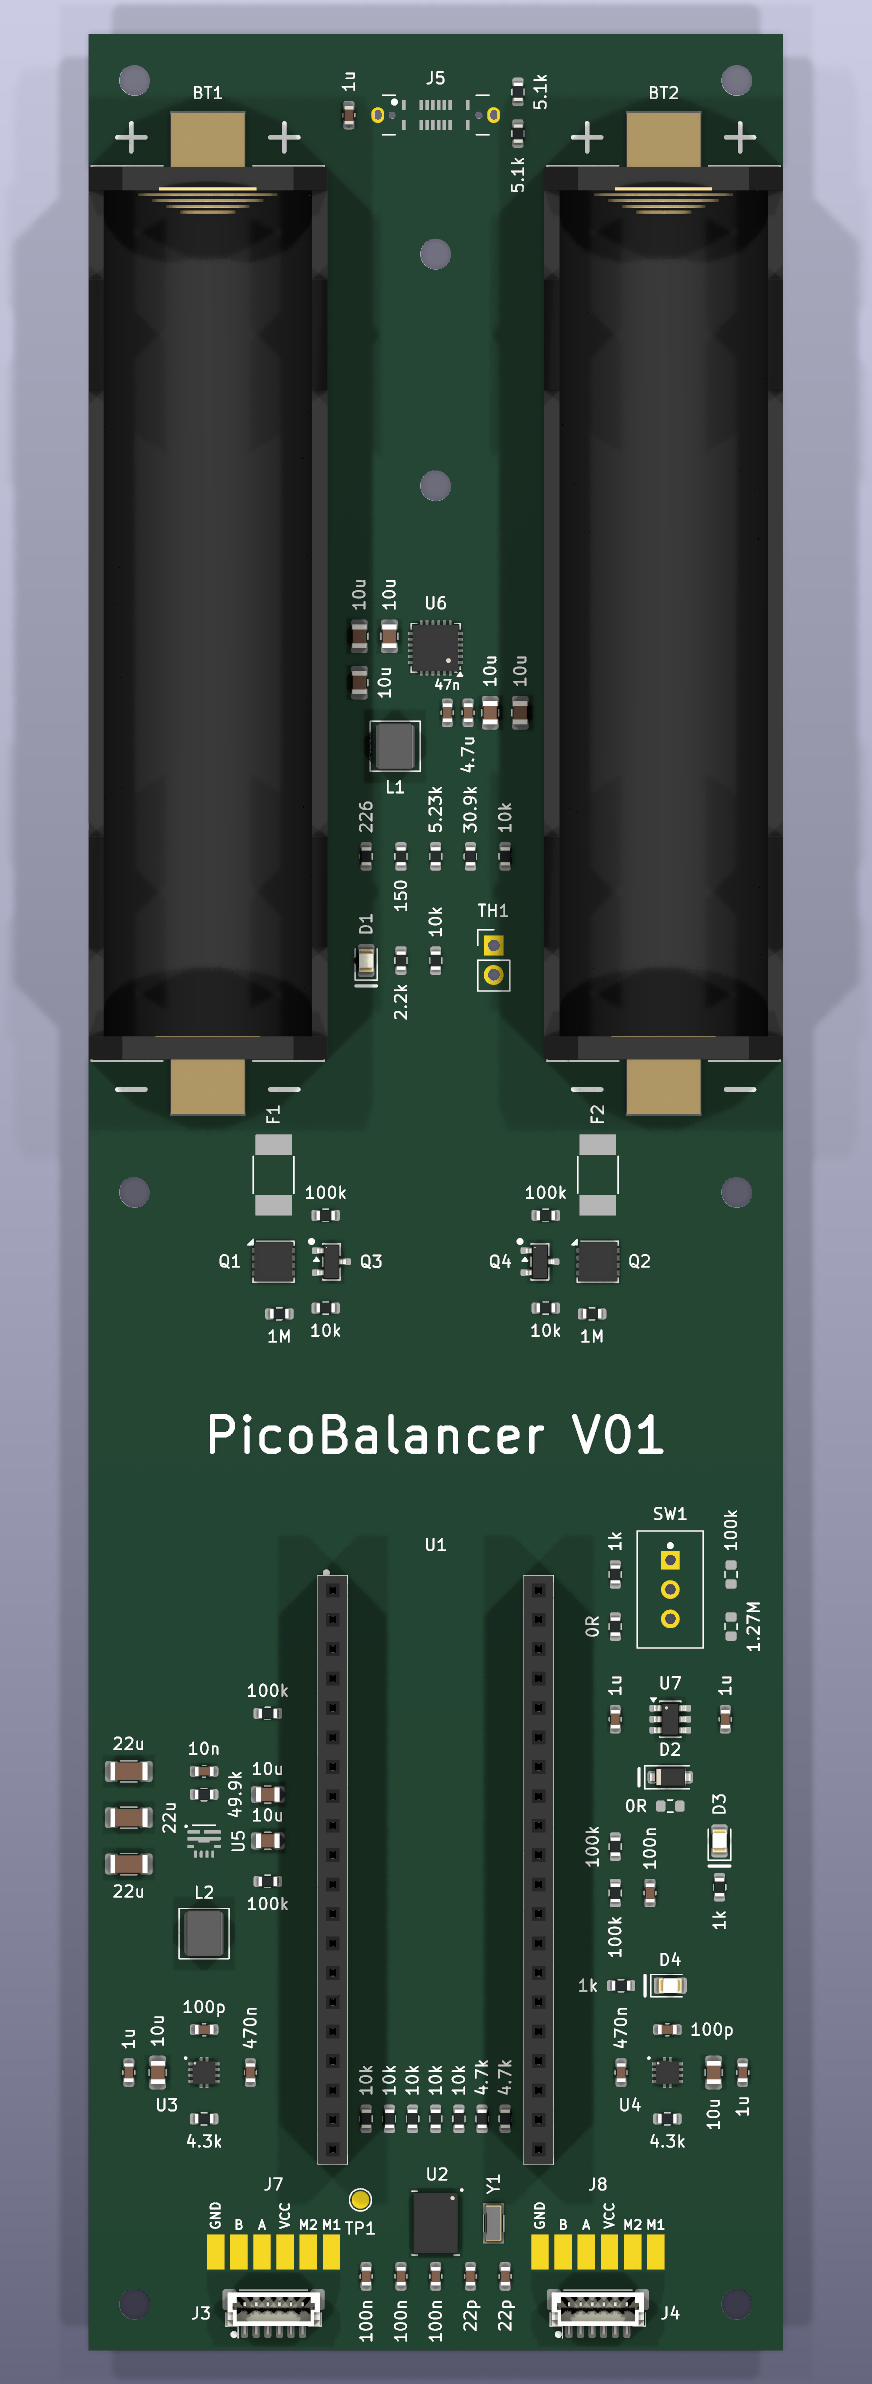 J5
1u
5.1k
BT1
BT2
+ + + +
5.1k
10u
10u
U6
10u
47n
10u
10u
4.7u
L1
226
5.23k
30.9k
10k
150
D1
10k
TH1
2.2k
- - - -
F1
F2
100k
100k
Q1
Q3
Q4
Q2
1M
10k
10k
1M
PicoBalancer V01
SW1
1k
100k
U1
0R
1.27M
100k
1u
U7
1u
22u
10n
10u
D2
22u
49.9k
10u
0R
D3
U5
100k
100n
22u
L2
100k
100k
1k
D4
1k
100p
470n
1u
10u
470n
100p
10k
10k
10k
10k
10k
4.7k
4.7k
U3
U4
10u
1u
4.3k
4.3k
J7
U2
Y1
J8
GND B A VCC M2 M1
TP1
GND B A VCC M2 M1
J3
100n
100n
100n
22p
22p
J4